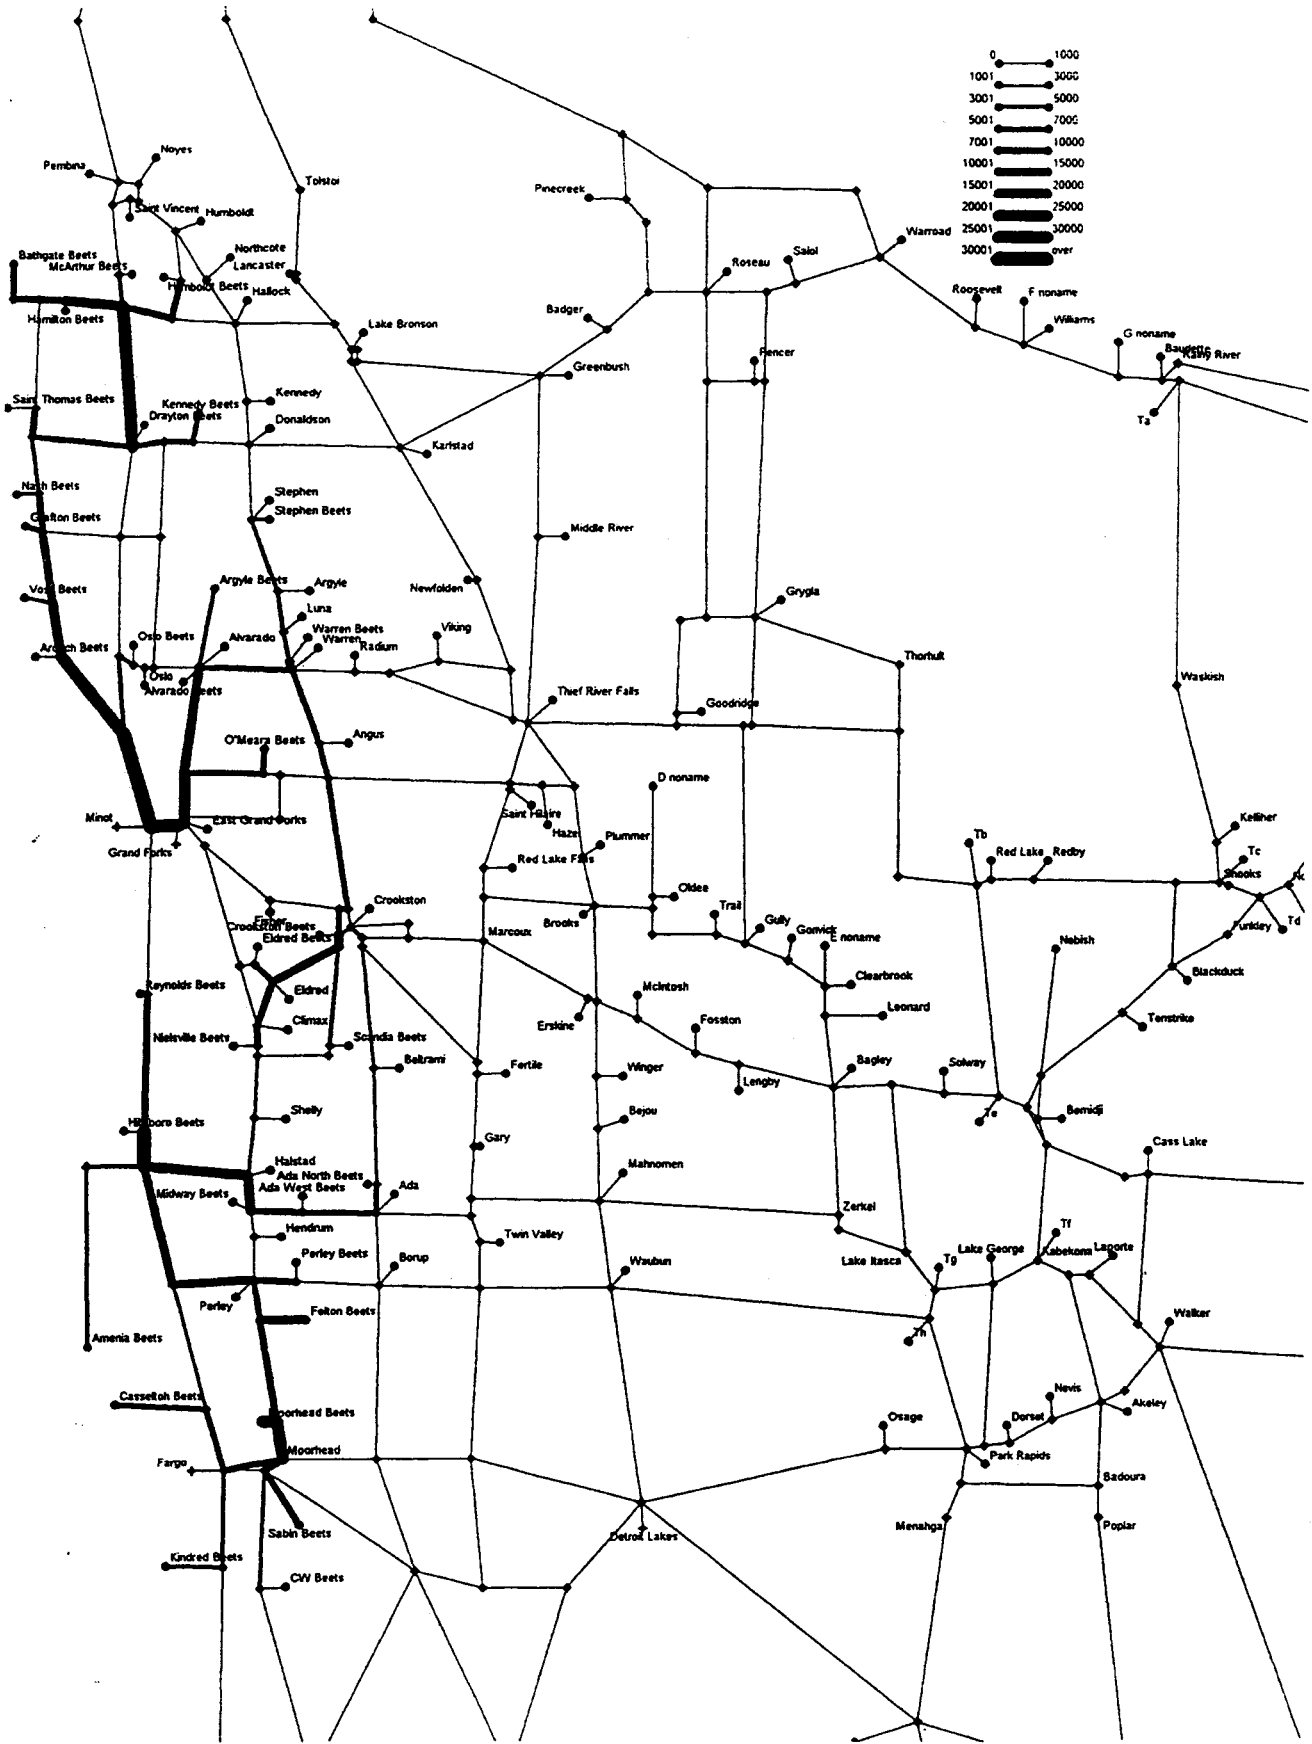 0 1000
1001 3000
3001 5000
5001 7000
7001 10000
10001 15000
15001 20000
20001 25000
25001 30000
30001 over
Noyes
Pembina
Tolstoi
Pinecreek
Saint Vincent
Humboldt
Warroad
Northcote
Bathgate Beets
McArthur Beets
Lancaster
Salol
Roseau
Humboldt Beets
Hallock
Roosevelt
F noname
Hamilton Beets
Badger
Lake Bronson
Williams
G noname
Baudette
Rainy River
Fencer
Greenbush
Saint Thomas Beets
Kennedy Beets
Kennedy
Drayton Beets
Donaldson
Ta
Karlstad
Nash Beets
Stephen
Stephen Beets
Grafton Beets
Middle River
Argyle Beets
Argyle
Newfolden
Vos Beets
Grygla
Luna
Oslo Beets
Alvarado
Warren Beets
Warren
Viking
Ardoch Beets
Radium
Thorhult
Oslo
Alvarado Beets
Waskish
Thief River Falls
Goodridge
O'Meara Beets
Angus
D noname
Saint Hilaire
Minot
East Grand Forks
Haze
Kelliher
Grand Forks
Plummer
Tb
Red Lake Falls
Red Lake
Redby
Tc
Shooks
Oklee
Crookston
Fisher
Brooks
Trail
Gully
Td
Crookston Beets
Marcoux
Gonvick
Funkley
Eldred Beets
E noname
Nebish
Clearbrook
Blackduck
Reynolds Beets
Eldred
McIntosh
Leonard
Erskine
Climax
Fosston
Tenstrike
Nielsville Beets
Scandia Beets
Beltrami
Fertile
Winger
Lengby
Bagley
Solway
Shelly
Bejou
Te
Bemidji
Hillsboro Beets
Gary
Cass Lake
Halstad
Ada North Beets
Mahnomen
Midway Beets
Ada West Beets
Ada
Zerkel
Hendrum
Twin Valley
Tf
Perley Beets
Borup
Waubun
Lake Itasca
Tg
Lake George
Kabekona
Laporte
Perley
Felton Beets
Walker
Amenia Beets
Th
Casselton Beets
Nevis
Moorhead Beets
Osage
Dorset
Akeley
Moorhead
Fargo
Park Rapids
Badoura
Menahga
Poplar
Sabin Beets
Detroit Lakes
Kindred Beets
CW Beets